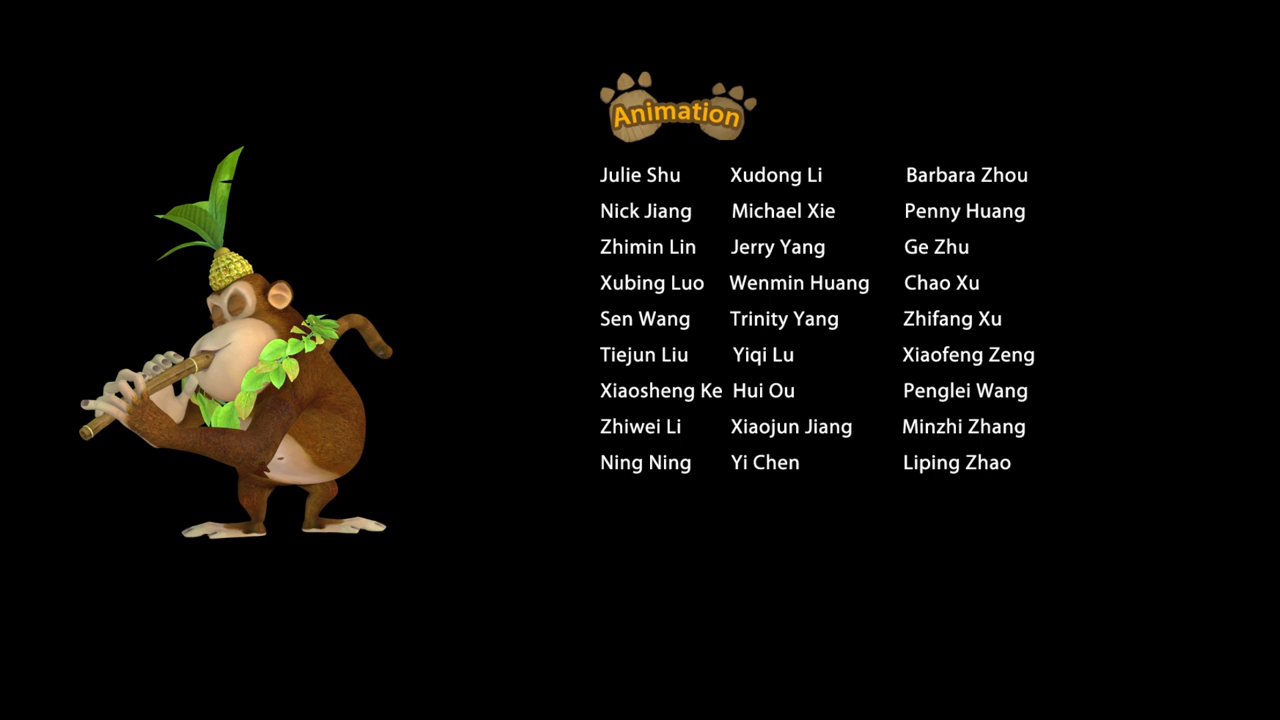 Animation
Julie Shu Xudong Li Barbara Zhou
Nick Jiang Michael Xie Penny Huang
Zhimin Lin Jerry Yang Ge Zhu
Xubing Luo Wenmin Huang Chao Xu
Sen Wang Trinity Yang Zhifang Xu
Tiejun Liu Yiqi Lu Xiaofeng Zeng
Xiaosheng Ke Hui Ou Penglei Wang
Zhiwei Li Xiaojun Jiang Minzhi Zhang
Ning Ning Yi Chen Liping Zhao